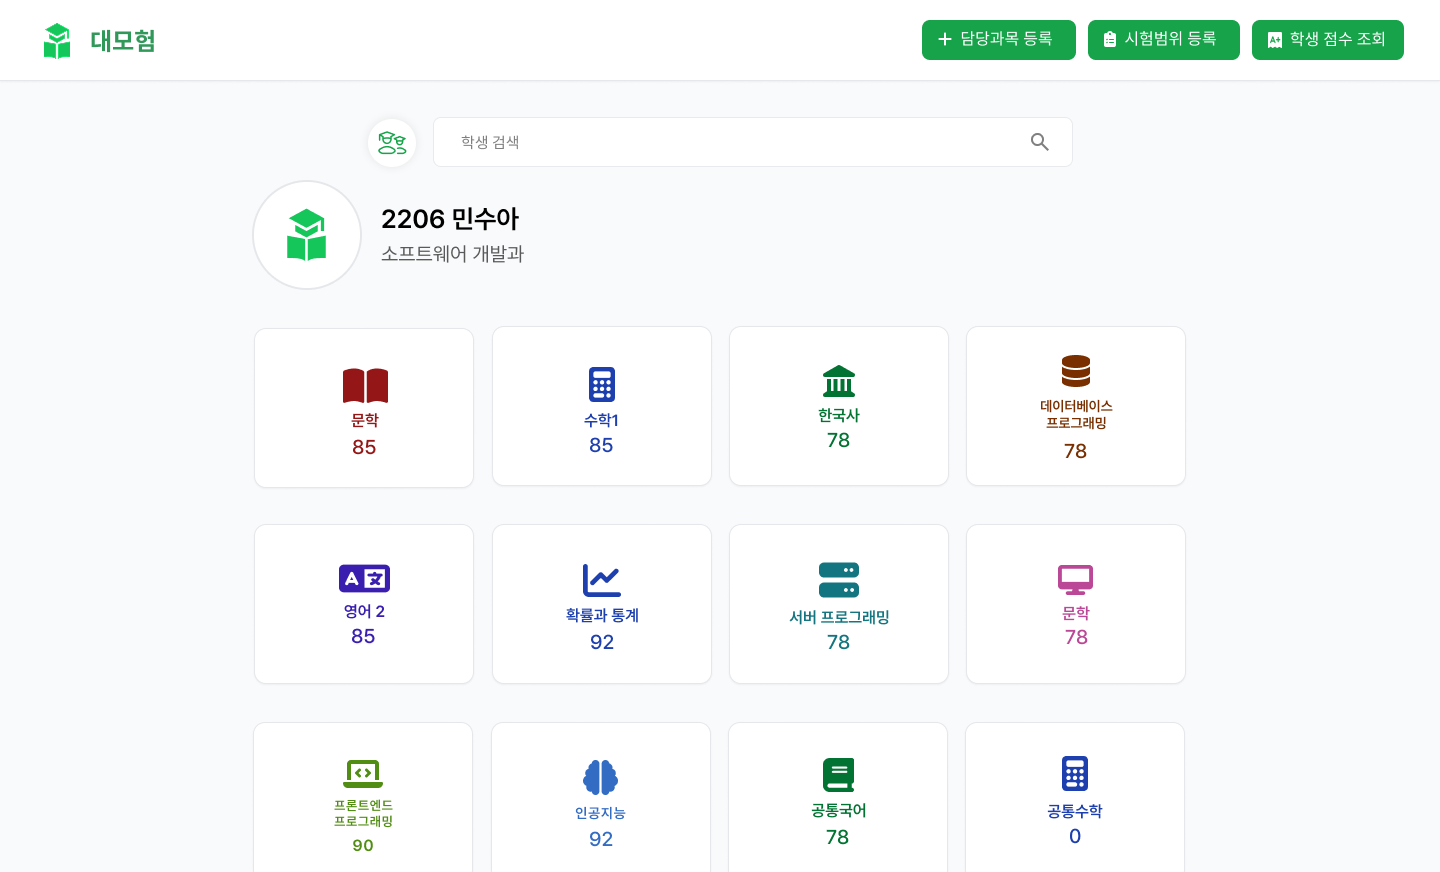 대모험
담당과목 등록
시험범위 등록
학생 점수 조회
학생 검색
2206 민수아
소프트웨어 개발과
문학
85
수학1
85
한국사
78
데이터베이스
프로그래밍
78
영어 2
85
확률과 통계
92
서버 프로그래밍
78
문학
78
프론트엔드
프로그래밍
90
인공지능
92
공통국어
78
공통수학
0